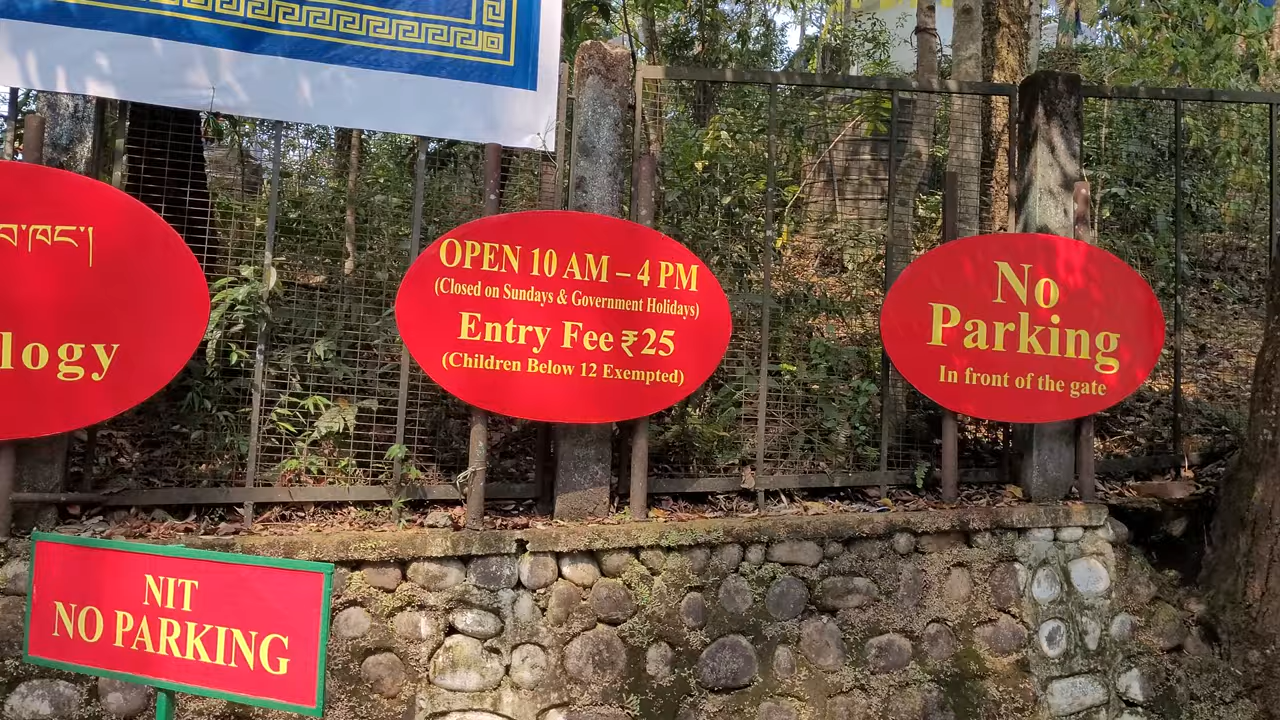 logy
OPEN 10 AM – 4 PM
(Closed on Sundays & Government Holidays)
Entry Fee ₹25
(Children Below 12 Exempted)
No
Parking
In front of the gate
NIT
NO PARKING